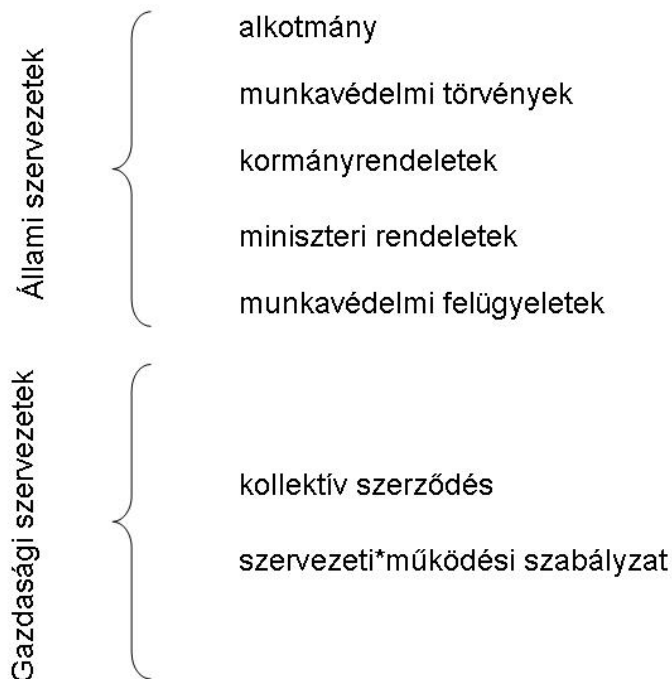 Állami szervezetek
alkotmány
munkavédelmi törvények
kormányrendeletek
miniszteri rendeletek
munkavédelmi felügyeletek
Gazdasági szervezetek
kollektív szerződés
szervezeti*működési szabályzat